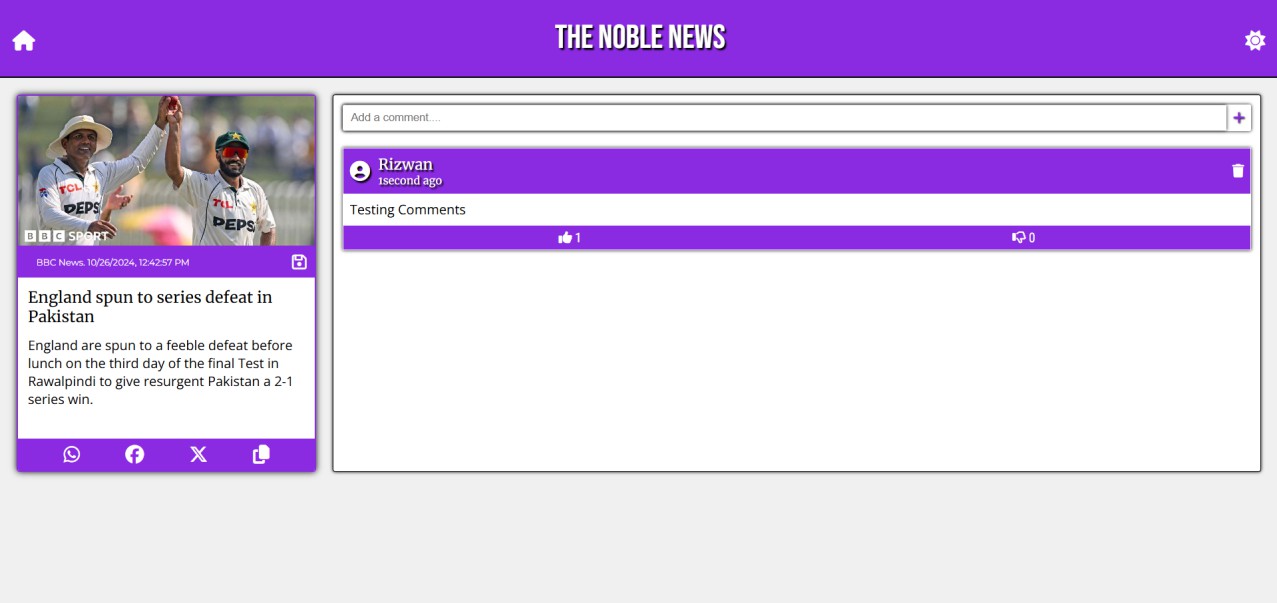 THE NOBLE NEWS
TCL
PEPS
TCL
PEPS
BBC SPORT
BBC News. 10/26/2024, 12:42:57 PM
England spun to series defeat in
Pakistan
England are spun to a feeble defeat before
lunch on the third day of the final Test in
Rawalpindi to give resurgent Pakistan a 2-1
series win.
Add a comment....
Rizwan
1second ago
Testing Comments
1
0